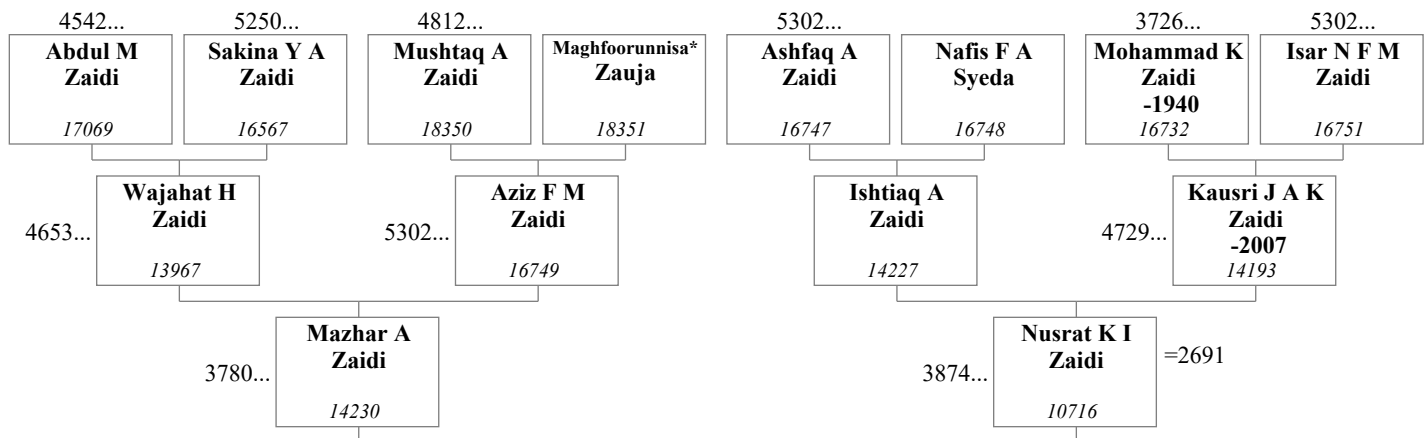 4542...
5250...
4812...
5302...
3726...
5302...
Abdul M
Zaidi
17069
Sakina Y A
Zaidi
16567
Mushtaq A
Zaidi
18350
Maghfoorunnisa*
Zauja
18351
Ashfaq A
Zaidi
16747
Nafis F A
Syeda
16748
Mohammad K
Zaidi
-1940
16732
Isar N F M
Zaidi
16751
4653...
Wajahat H
Zaidi
13967
5302...
Aziz F M
Zaidi
16749
Ishtiaq A
Zaidi
14227
4729...
Kausri J A K
Zaidi
-2007
14193
3780...
Mazhar A
Zaidi
14230
3874...
Nusrat K I
Zaidi
10716
=2691